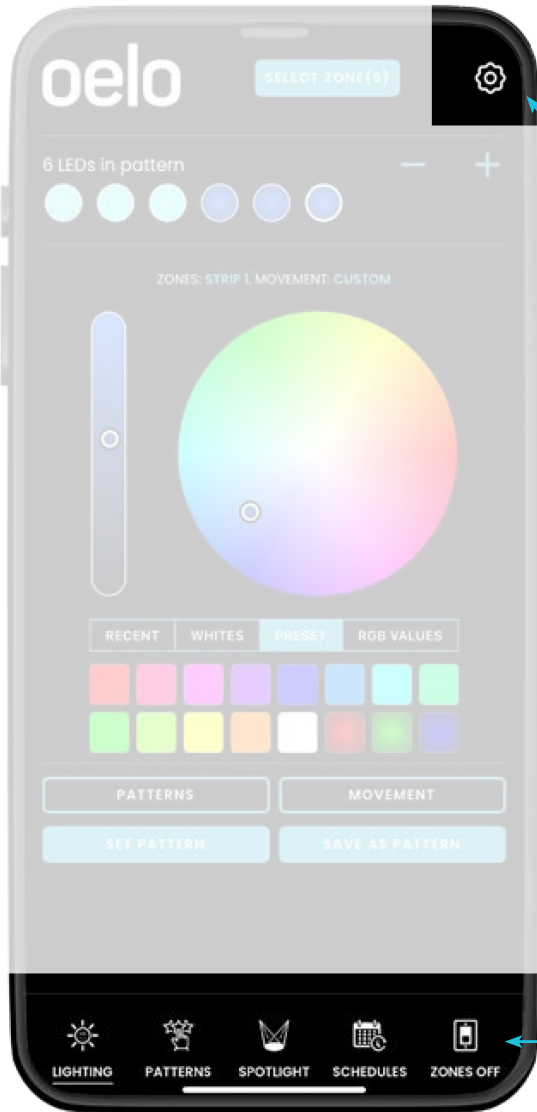 oelo
SELECT ZONE(S)
6 LEDs in pattern
ZONES: STRIP 1. MOVEMENT: CUSTOM
RECENT WHITES PRESET RGB VALUES
PATTERNS MOVEMENT
SET PATTERN SAVE AS PATTERN
LIGHTING PATTERNS SPOTLIGHT SCHEDULES ZONES OFF